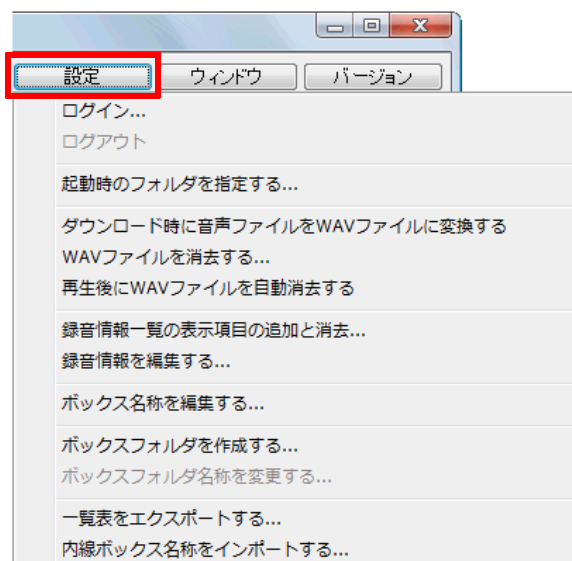 設定 ウィンドウ バージョン
ログイン...
ログアウト
起動時のフォルダを指定する...
ダウンロード時に音声ファイルをWAVファイルに変換する
WAVファイルを消去する...
再生後にWAVファイルを自動消去する
録音情報一覧の表示項目の追加と消去...
録音情報を編集する...
ボックス名称を編集する...
ボックスフォルダを作成する...
ボックスフォルダ名称を変更する...
一覧表をエクスポートする...
内線ボックス名称をインポートする...